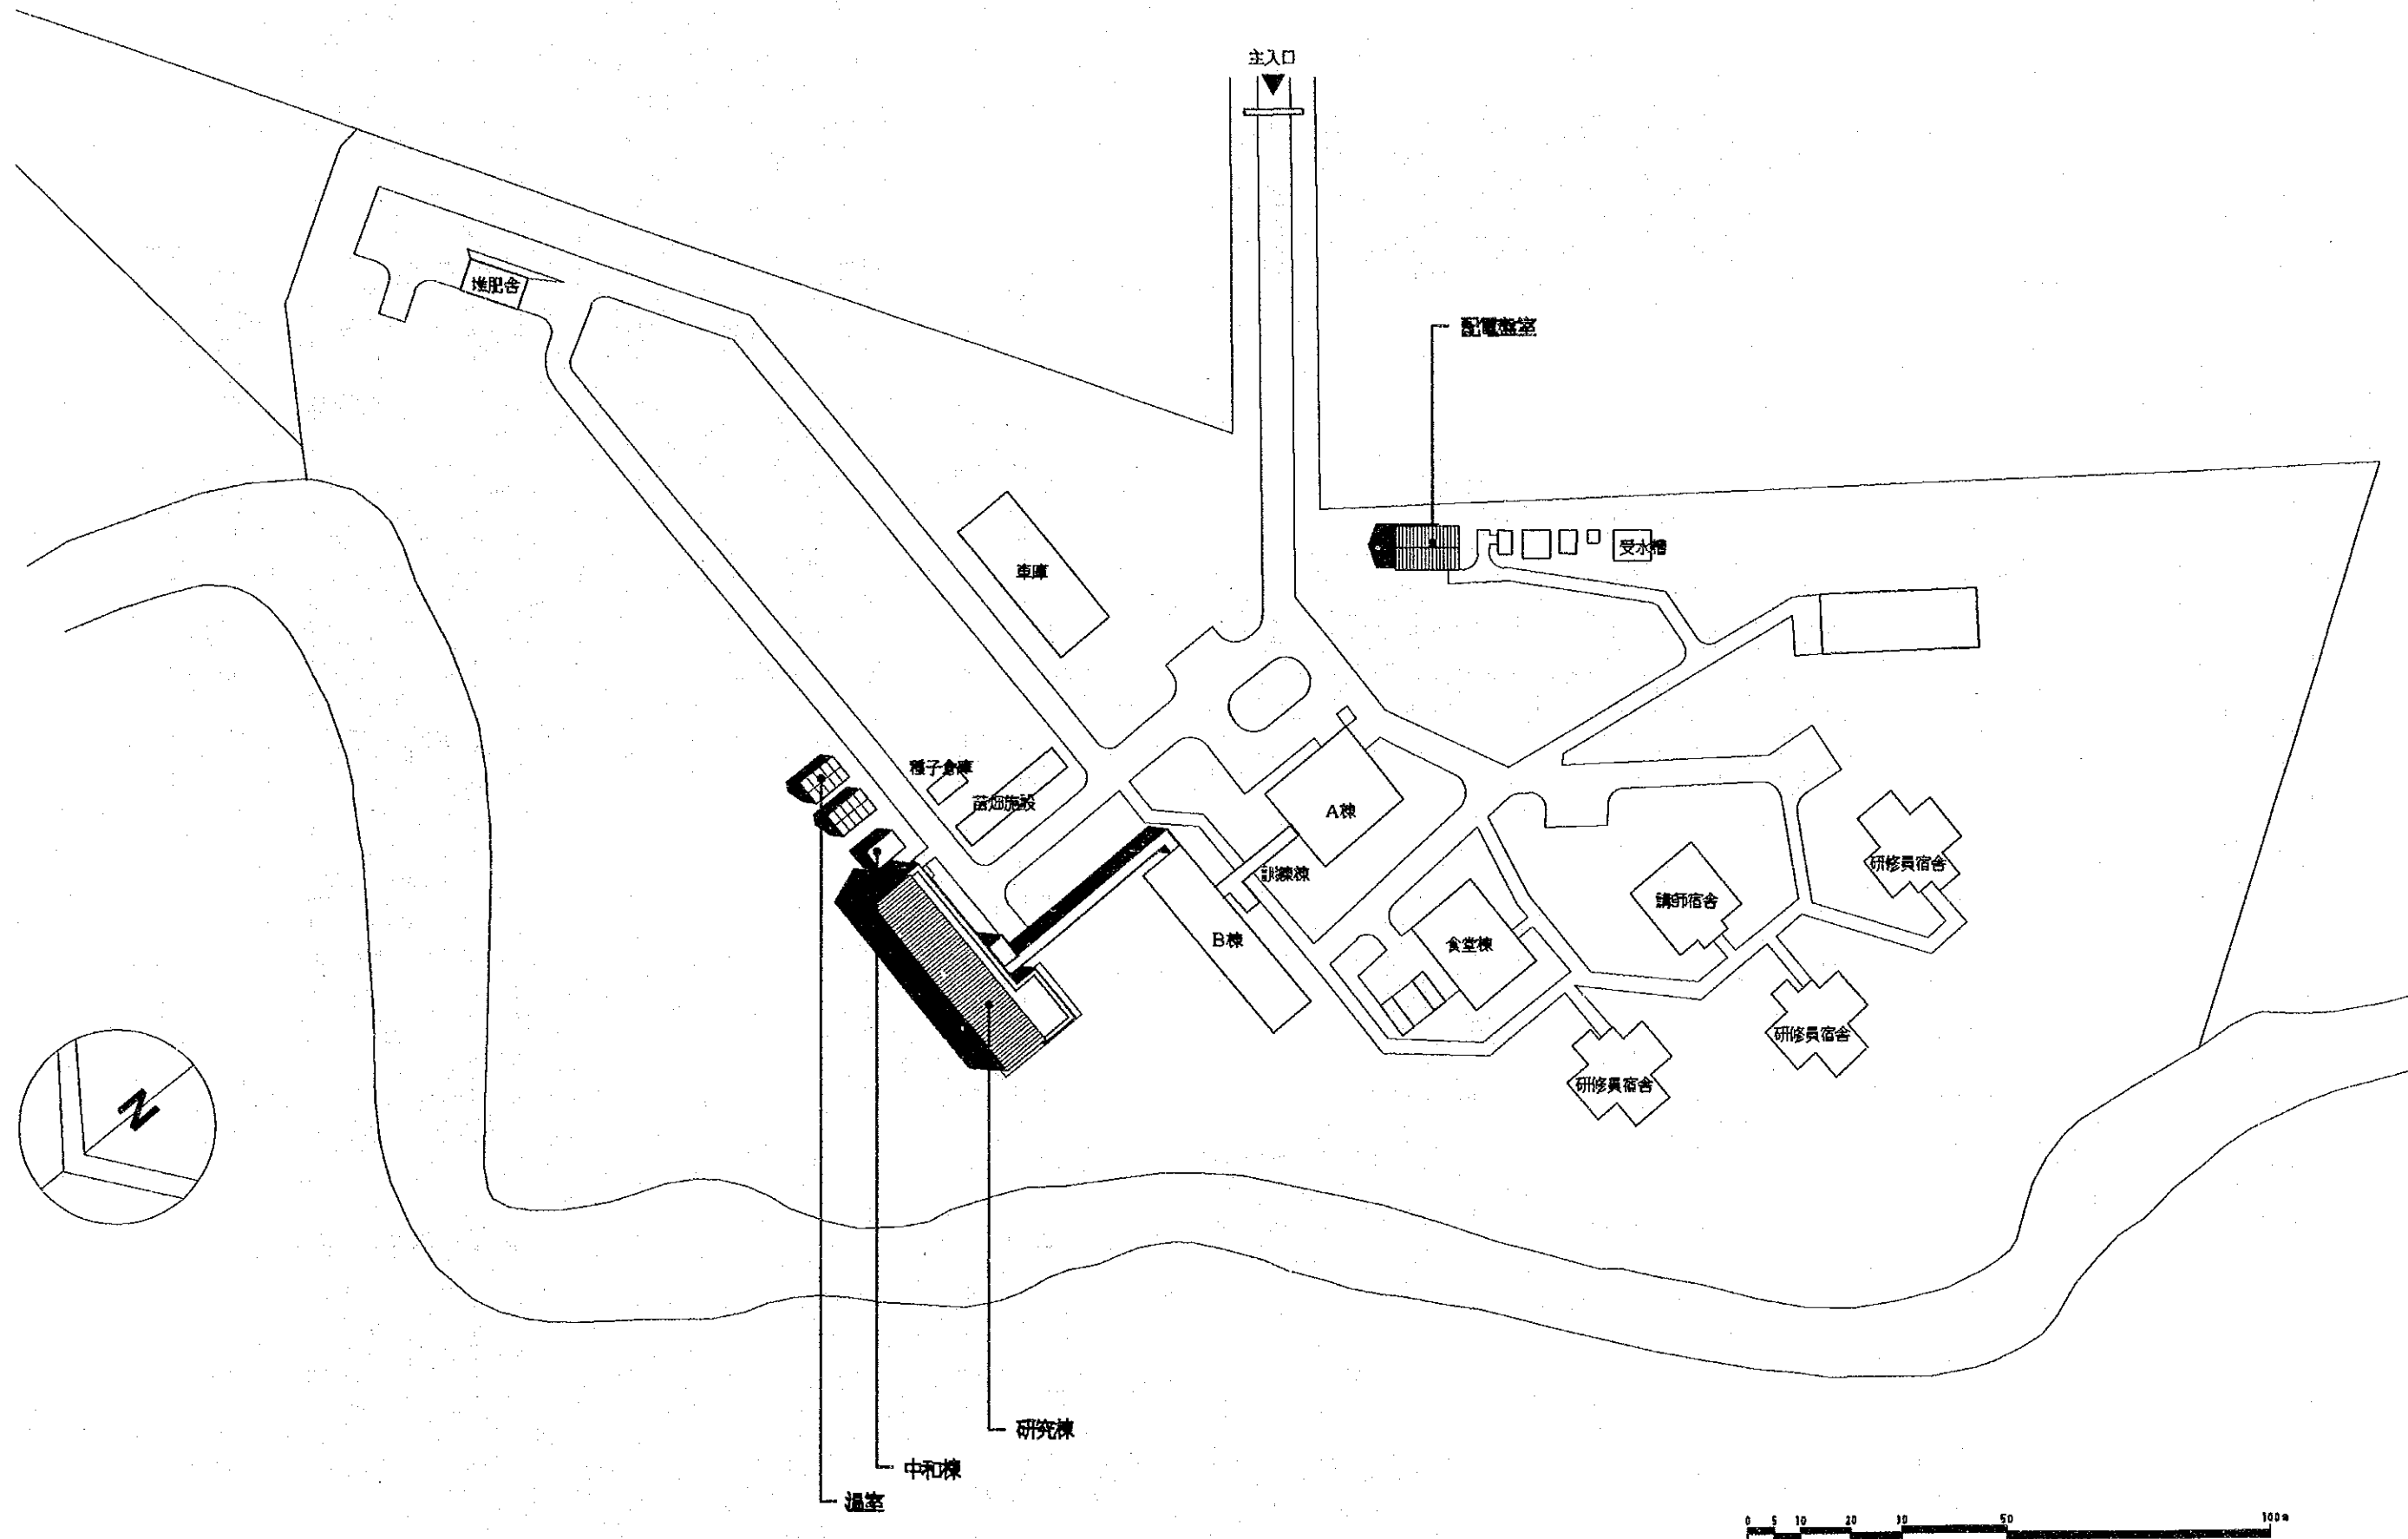 主入口
堆肥舎
配電盤室
受水槽
車庫
種子倉庫
苗畑施設
A棟
訓練棟
B棟
食堂棟
講師宿舎
研修員宿舎
研修員宿舎
研修員宿舎
N
研究棟
中和棟
温室
0 5 10 20 30 50 100m